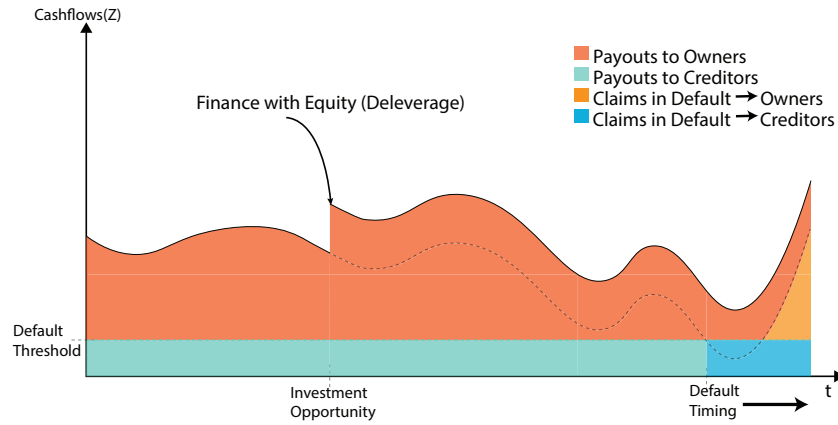 Cashflows(Z)
Payouts to Owners
Payouts to Creditors
Claims in Default → Owners
Claims in Default → Creditors
Finance with Equity (Deleverage)
Default
Threshold
Investment
Opportunity
Default
Timing
t